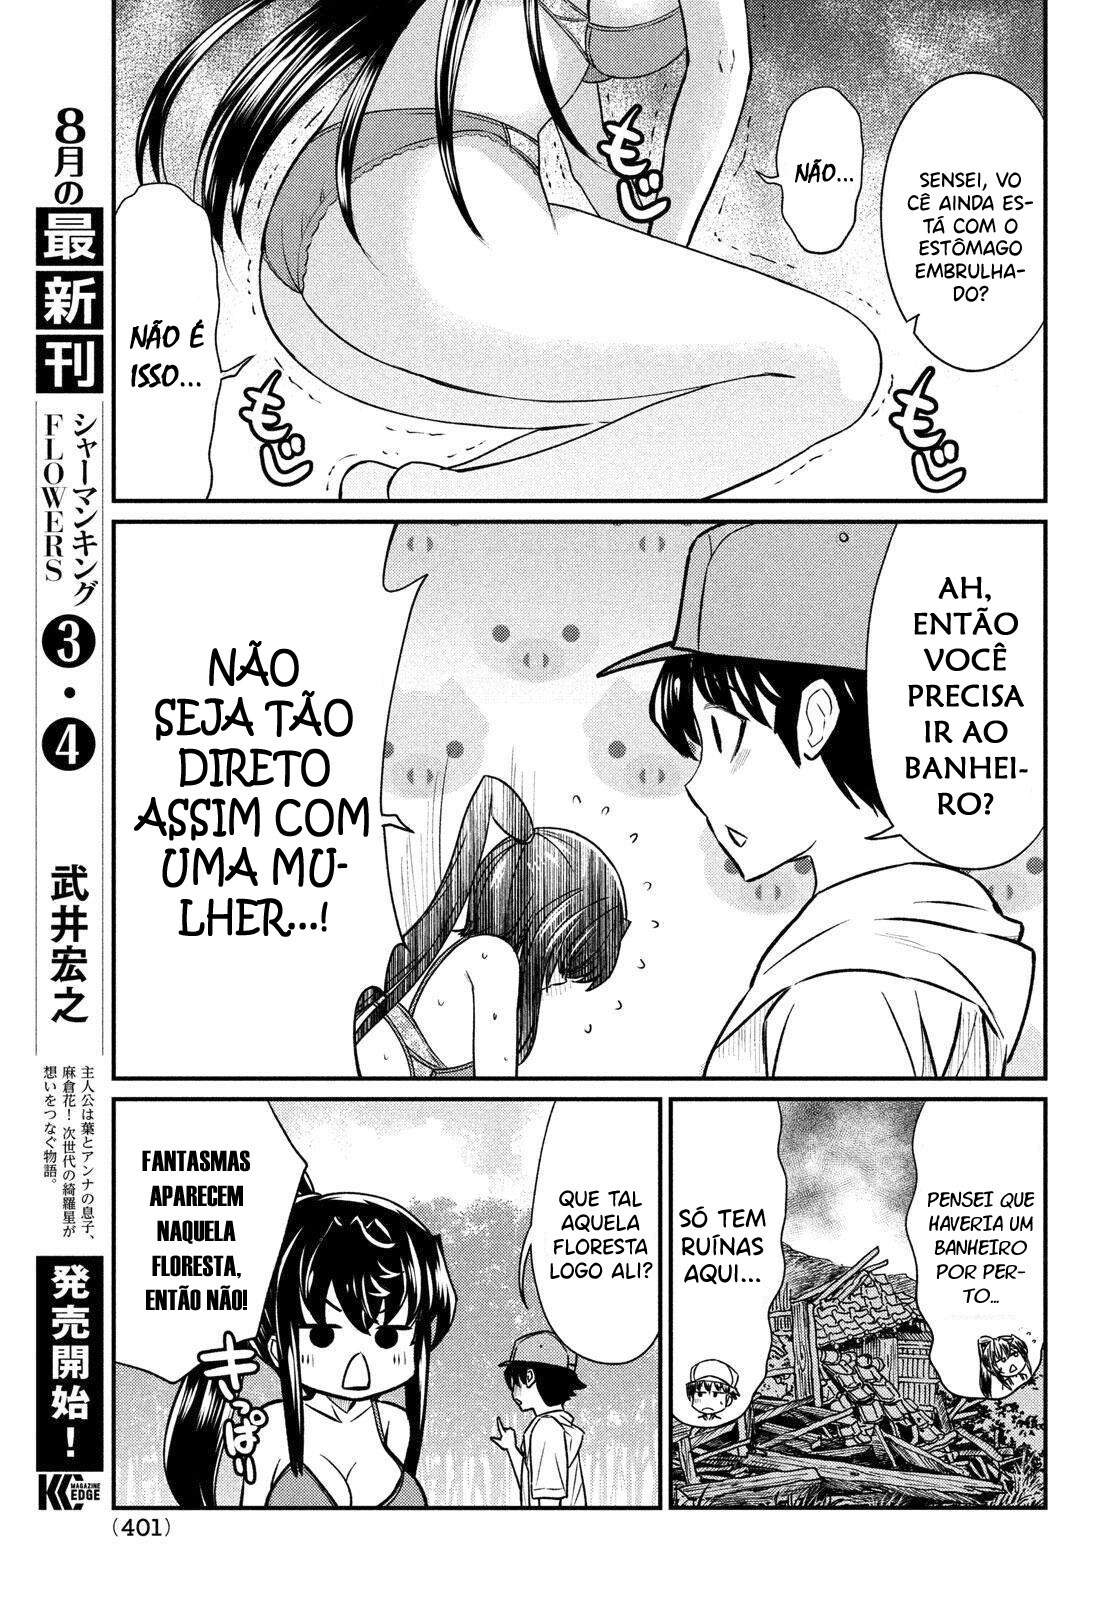 SENSEI, VO
CÊ AINDA ES-
TÁ COM O
ESTÔMAGO
EMBRULHA-
DO?
NÃO...
もじ
NÃO É
ISSO...
もじ
もじ
AH,
ENTÃO
VOCÊ
PRECISA
IR AO
BANHEI-
RO?
NÃO
SEJA TÃO
DIRETO
ASSIM COM
UMA MU-
LHER...!
PENSEI QUE
HAVERIA UM
BANHEIRO
POR PER-
TO...
SÓ TEM
RUÍNAS
AQUI...
QUE TAL
AQUELA
FLORESTA
LOGO ALI?
FANTASMAS
APARECEM
NAQUELA
FLORESTA,
ENTÃO NÃO!
きっぱり
8月の最新刊
シャーマンキング
FLOWERS
3・4
武井宏之
主人公は葉とアンナの息子、
麻倉花！次世代の綺羅星が
想いをつなぐ物語。
発売開始！
KC
MAGAZINE
EDGE
(401)